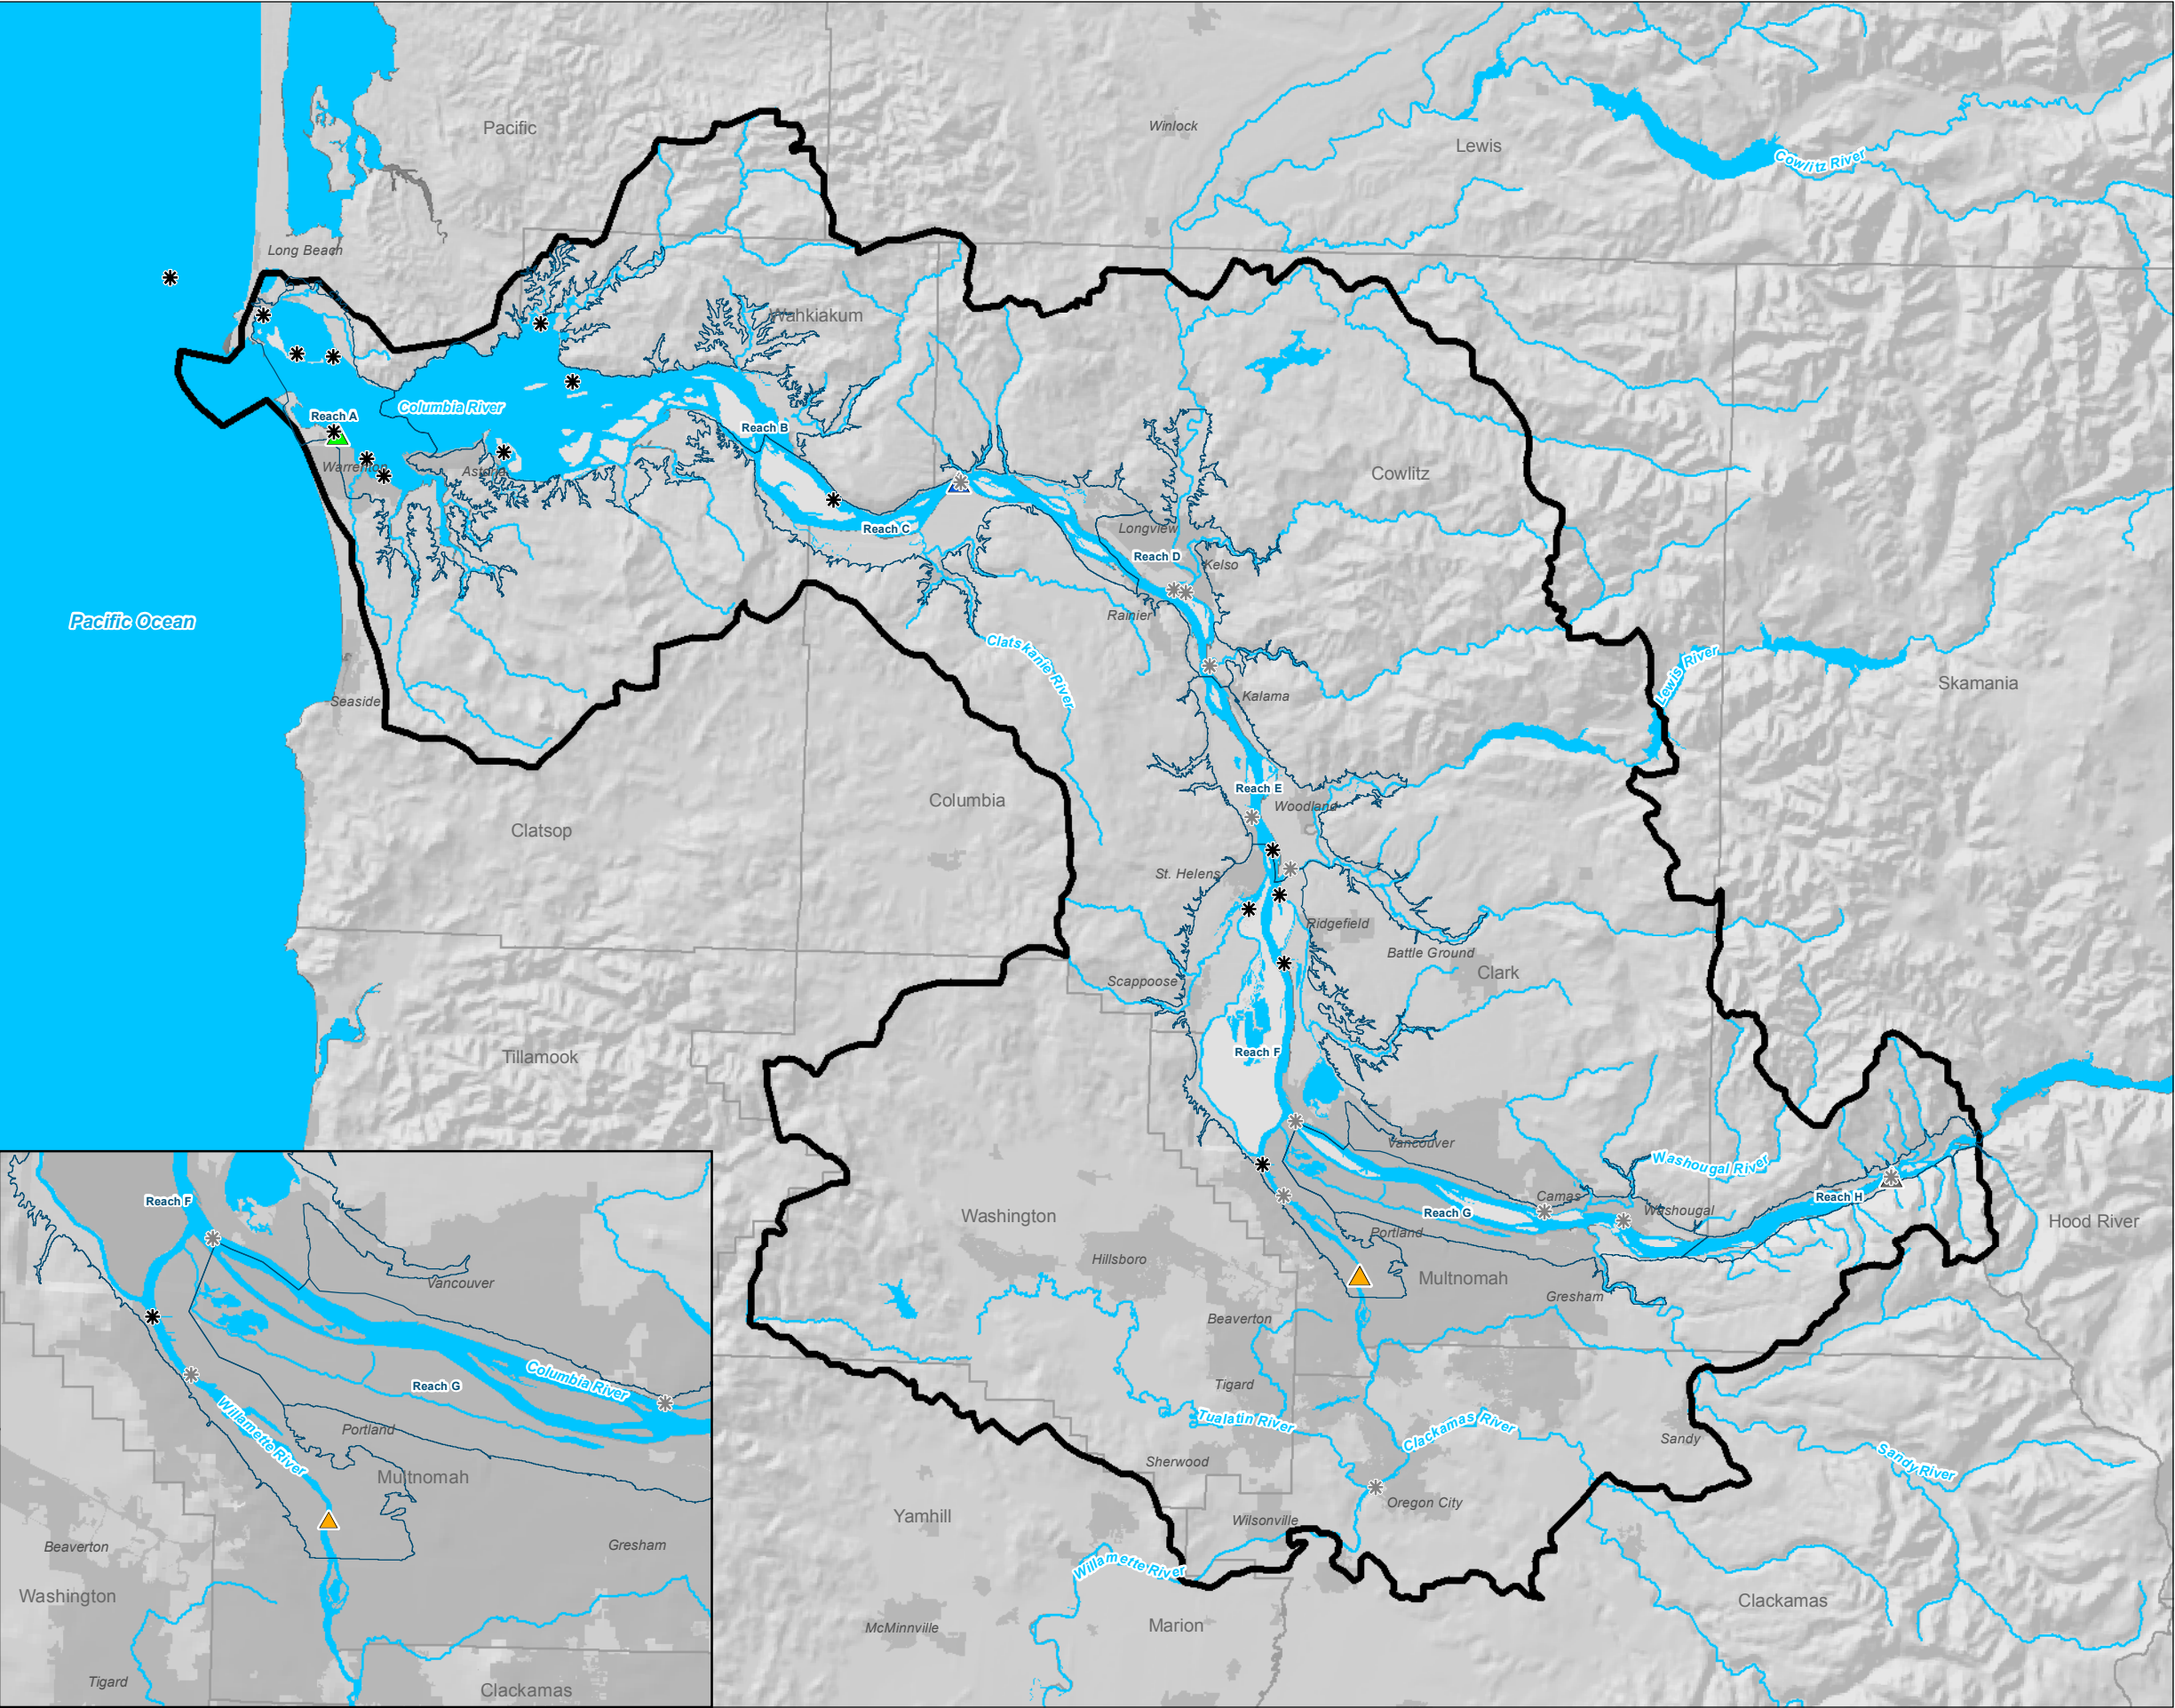 Pacific
Winlock
Lewis
Cowlitz River
Long Beach
Wahkiakum
Columbia River
Reach A
Reach B
Warrenton
Astoria
Cowlitz
Reach C
Longview
Reach D
Kelso
Pacific Ocean
Rainier
Clatskanie River
Lewis River
Skamania
Seaside
Kalama
Reach E
Columbia
Woodland
Clatsop
St. Helens
Ridgefield
Battle Ground
Clark
Scappoose
Reach F
Tillamook
Vancouver
Washougal River
Camas
Reach H
Washougal
Reach G
Washington
Portland
Hood River
Hillsboro
Multnomah
Gresham
Beaverton
Tigard
Tualatin River
Clackamas River
Sandy
Sandy River
Sherwood
Oregon City
Yamhill
Wilsonville
Willamette River
Clackamas
McMinnville
Marion
Reach F
Vancouver
Columbia River
Reach G
Willamette River
Portland
Multnomah
Beaverton
Gresham
Washington
Tigard
Clackamas